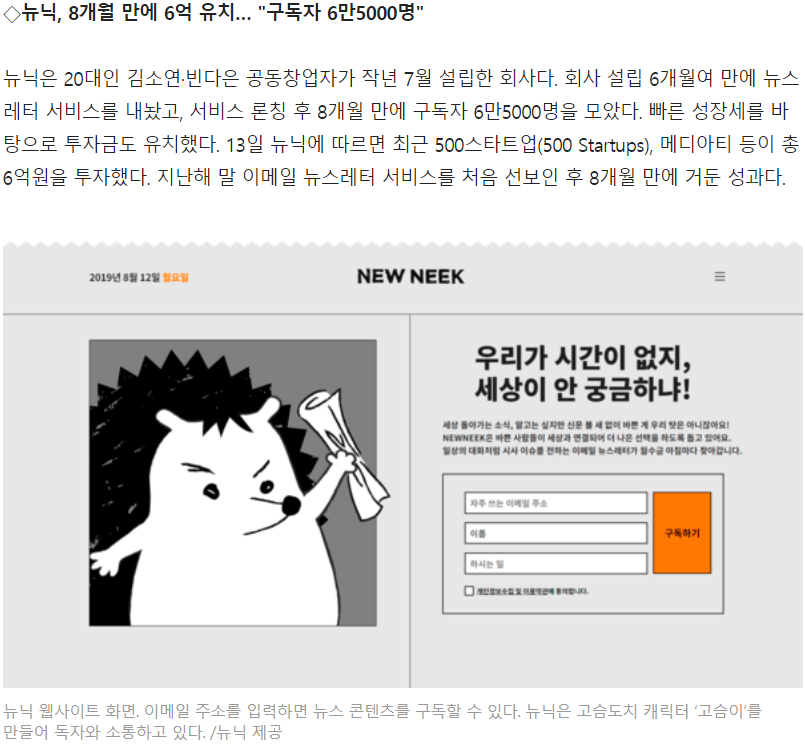 ◇뉴닉, 8개월 만에 6억 유치... "구독자 6만5000명"
뉴닉은 20대인 김소연·빈다은 공동창업자가 작년 7월 설립한 회사다. 회사 설립 6개월여 만에 뉴스
레터 서비스를 내놨고, 서비스 론칭 후 8개월 만에 구독자 6만5000명을 모았다. 빠른 성장세를 바
탕으로 투자금도 유치했다. 13일 뉴닉에 따르면 최근 500스타트업(500 Startups), 메디아티 등이 총
6억원을 투자했다. 지난해 말 이메일 뉴스레터 서비스를 처음 선보인 후 8개월 만에 거둔 성과다.
2019년 8월 12일 월요일
NEW NEEK
우리가 시간이 없지,
세상이 안 궁금하냐!
세상 돌아가는 소식, 알고는 싶지만 신문 볼 새 없이 바쁜 게 우리 탓은 아니잖아요!
NEWNEEK은 바쁜 사람들이 세상과 연결되어 더 나은 선택을 하도록 돕고 있어요.
일상의 대화처럼 시사 이슈를 전하는 이메일 뉴스레터가 월수금 아침마다 찾아갑니다.
자주 쓰는 이메일 주소
이름
하시는 일
구독하기
개인정보수집 및 이용약관에 동의합니다.
뉴닉 웹사이트 화면. 이메일 주소를 입력하면 뉴스 콘텐츠를 구독할 수 있다. 뉴닉은 고슴도치 캐릭터 '고슴이'를
만들어 독자와 소통하고 있다. /뉴닉 제공